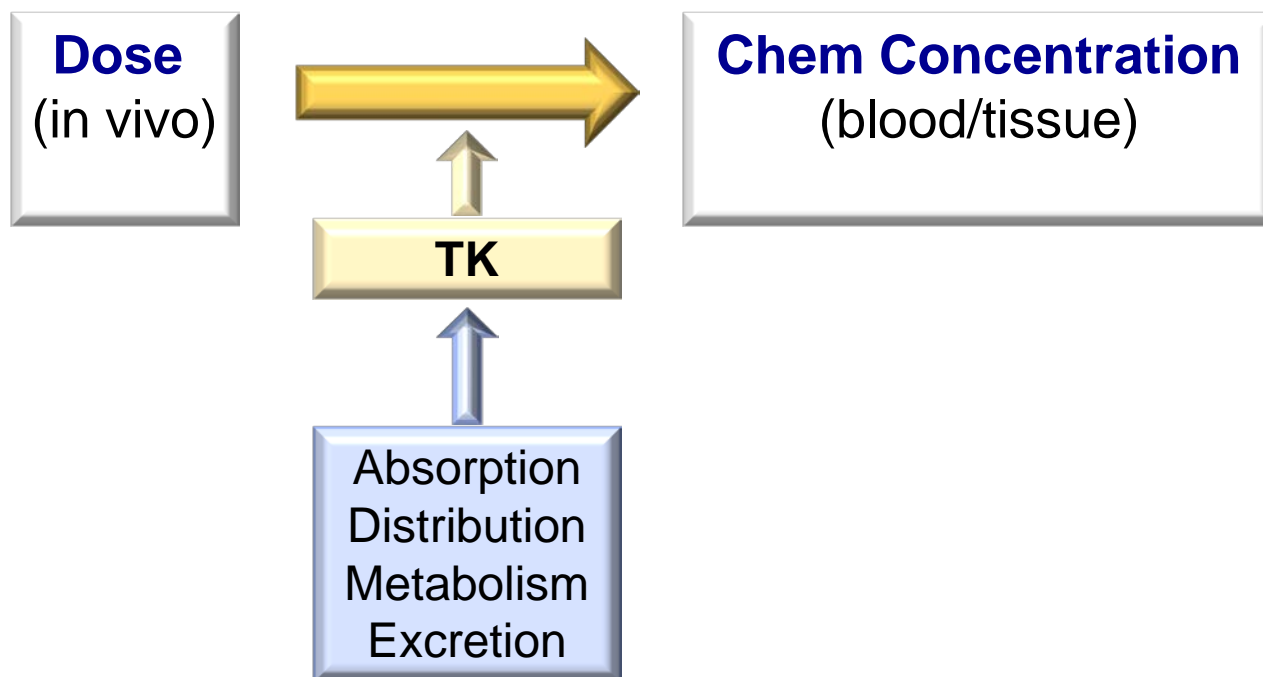 Dose
(in vivo)
Chem Concentration
(blood/tissue)
TK
Absorption
Distribution
Metabolism
Excretion